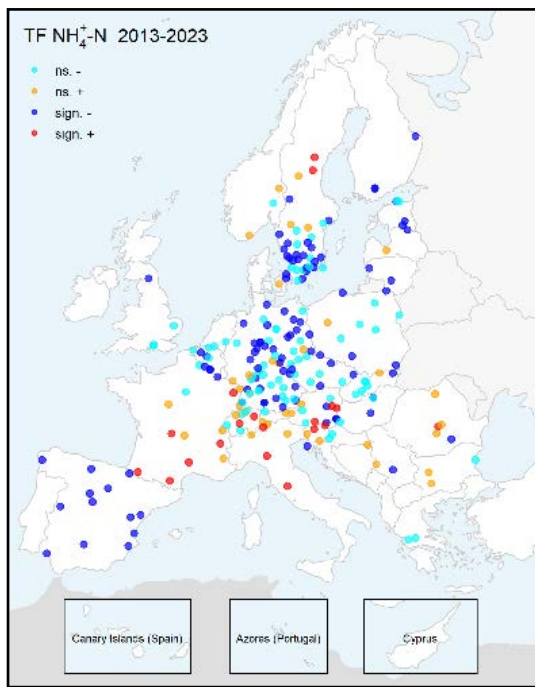 TF NH₄⁺-N 2013-2023
ns. -
ns. +
sign. -
sign. +
Canary Islands (Spain)
Azores (Portugal)
Cyprus